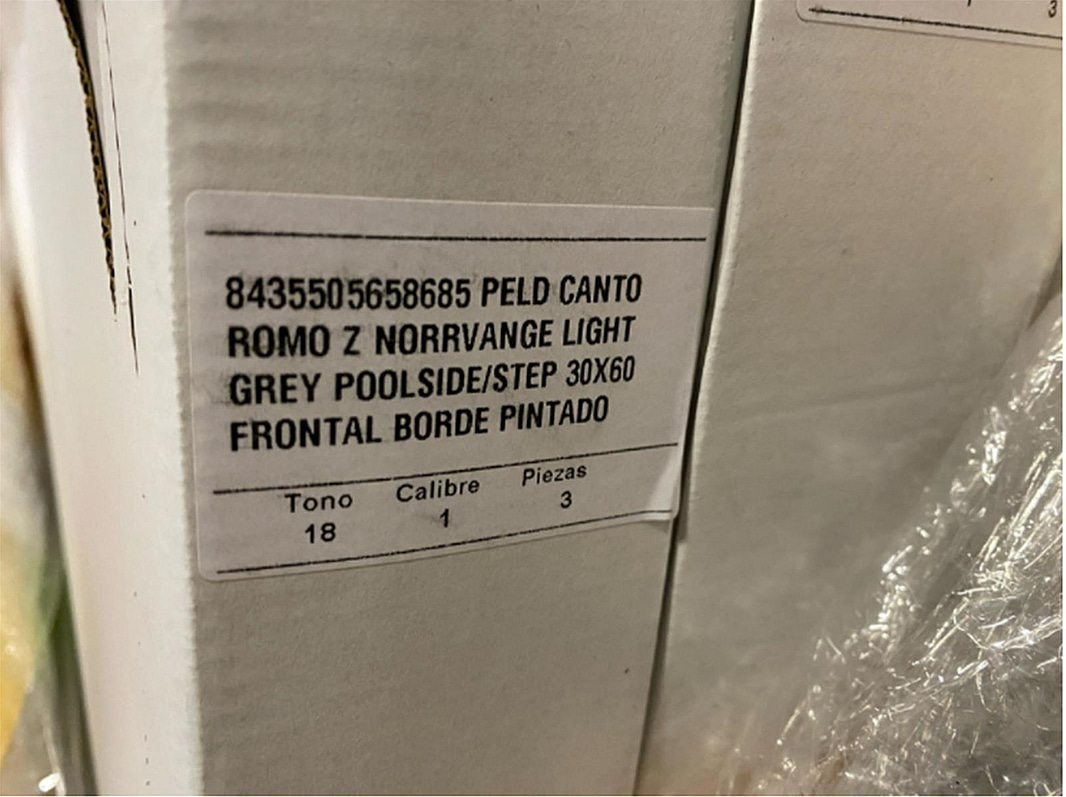 8435505658685 PELD CANTO
ROMO Z NORRVANGE LIGHT
GREY POOLSIDE/STEP 30X60
FRONTAL BORDE PINTADO
Tono Calibre Piezas
18 1 3
3